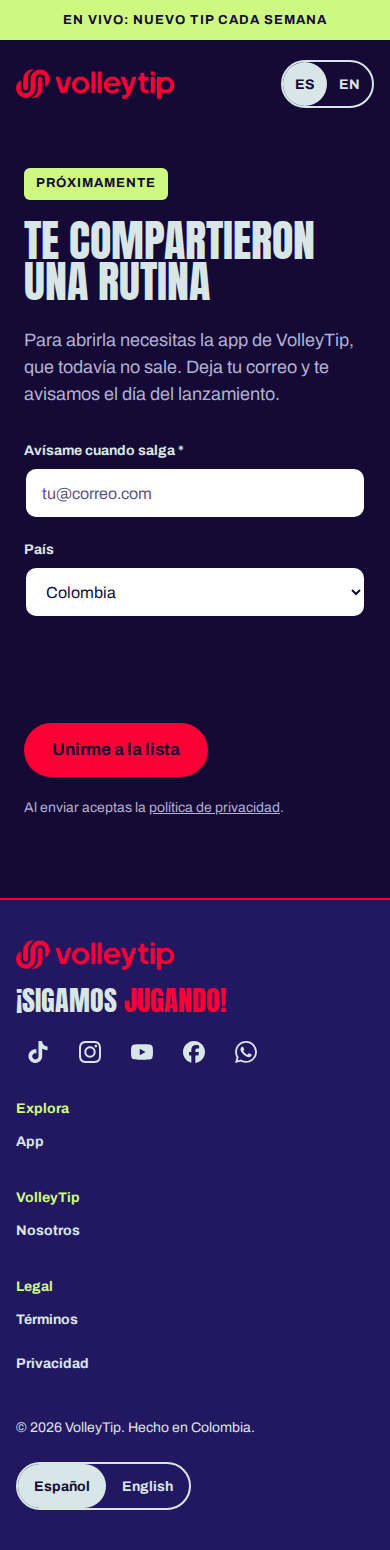 EN VIVO: NUEVO TIP CADA SEMANA
volleytip
ES EN
PRÓXIMAMENTE
TE COMPARTIERON
UNA RUTINA
Para abrirla necesitas la app de VolleyTip,
que todavía no sale. Deja tu correo y te
avisamos el día del lanzamiento.
Avísame cuando salga *
tu@correo.com
País
Colombia
Unirme a la lista
Al enviar aceptas la política de privacidad.
volleytip
¡SIGAMOS JUGANDO!
Explora
App
VolleyTip
Nosotros
Legal
Términos
Privacidad
© 2026 VolleyTip. Hecho en Colombia.
Español English